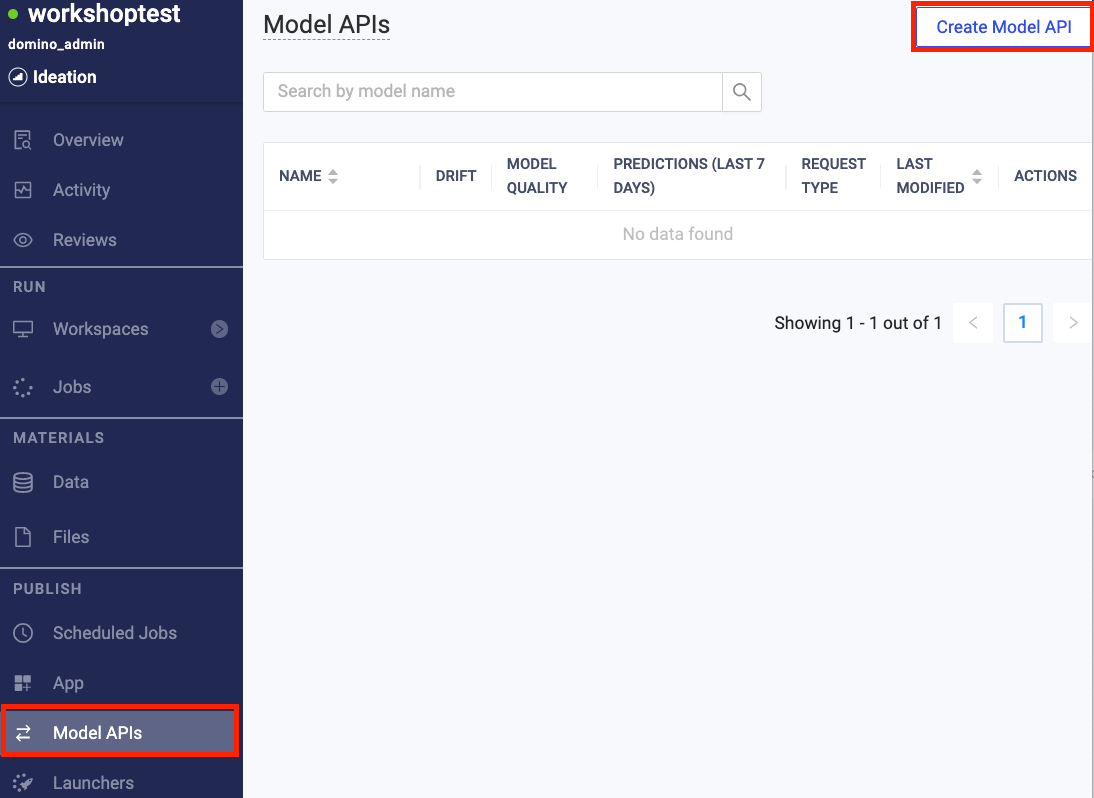 workshoptest
domino_admin
Ideation
Overview
Activity
Reviews
RUN
Workspaces
Jobs
MATERIALS
Data
Files
PUBLISH
Scheduled Jobs
App
Model APIs
Launchers
Model APIs
Create Model API
Search by model name
NAME
DRIFT
MODEL
QUALITY
PREDICTIONS (LAST 7
DAYS)
REQUEST
TYPE
LAST
MODIFIED
ACTIONS
No data found
Showing 1 - 1 out of 1
1